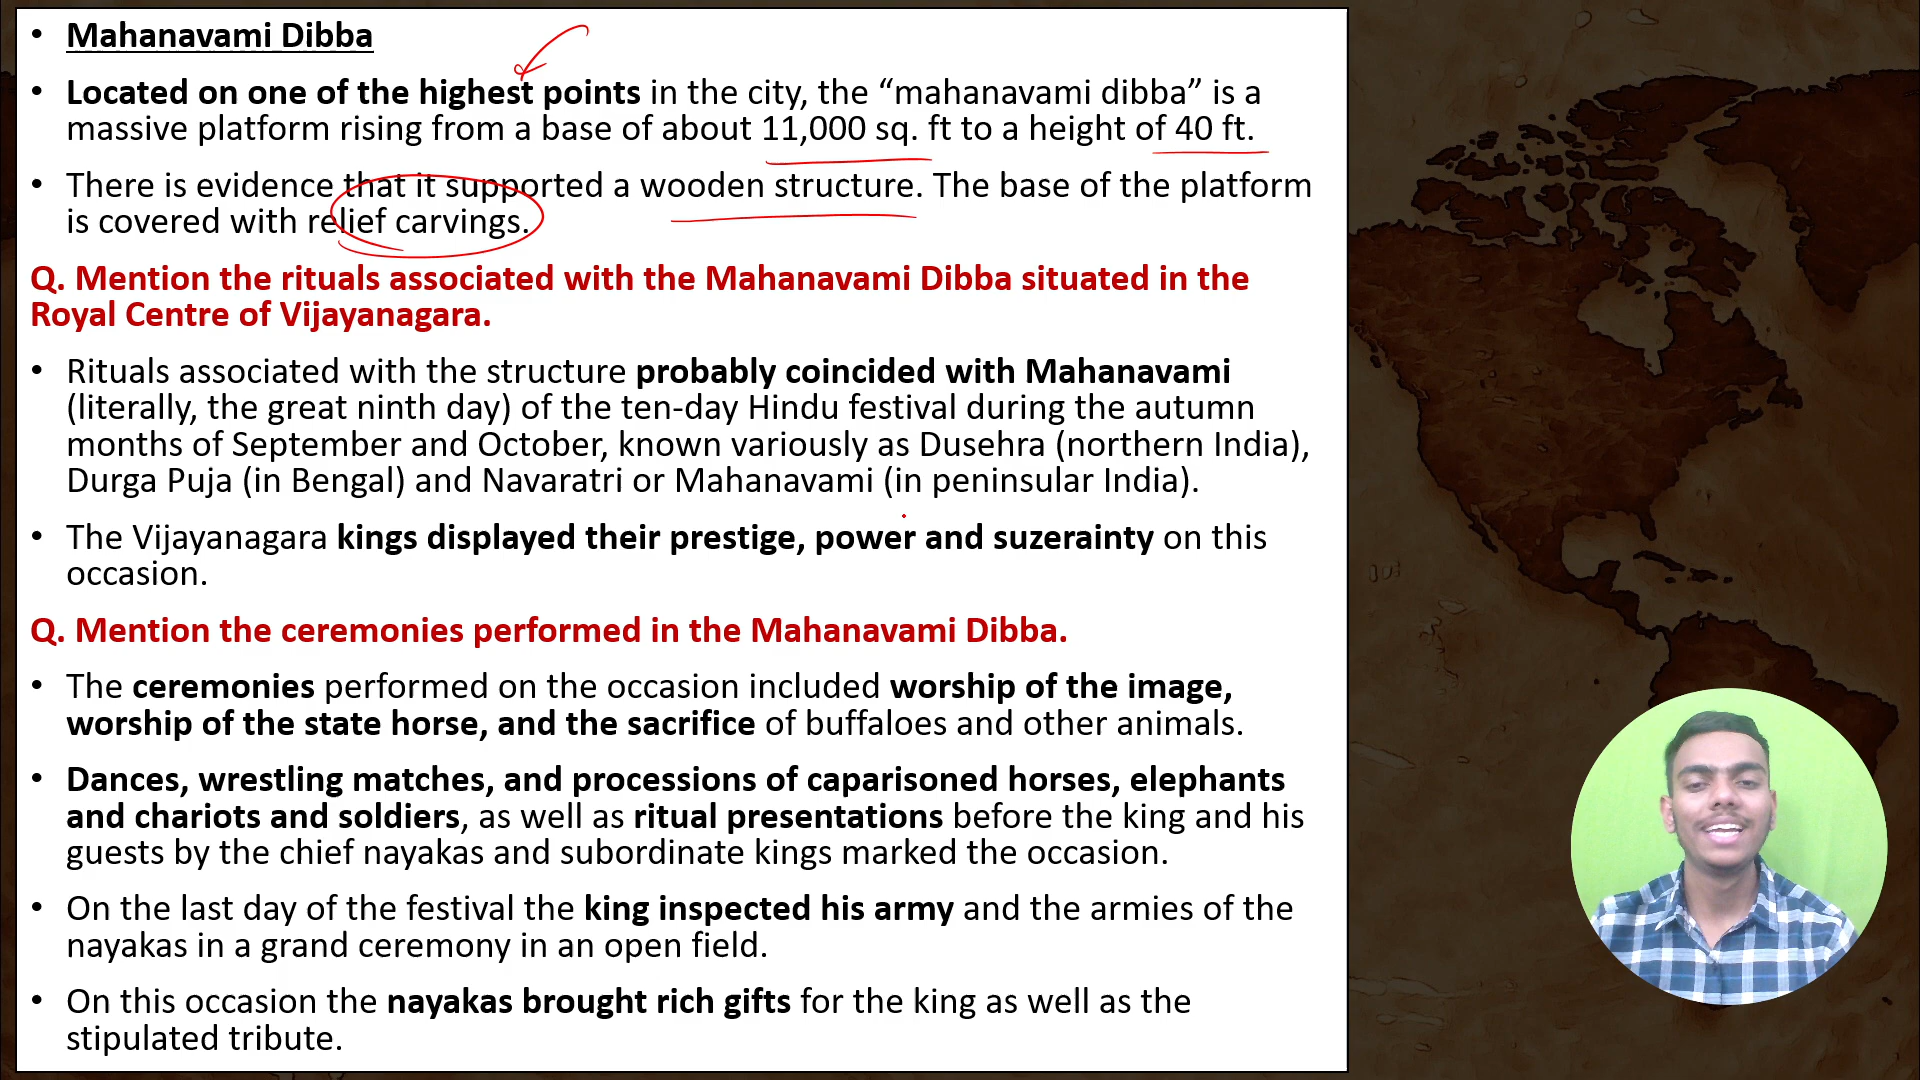 • Mahanavami Dibba
• Located on one of the highest points in the city, the “mahanavami dibba” is a
massive platform rising from a base of about 11,000 sq. ft to a height of 40 ft.
• There is evidence that it supported a wooden structure. The base of the platform
is covered with relief carvings.
Q. Mention the rituals associated with the Mahanavami Dibba situated in the
Royal Centre of Vijayanagara.
• Rituals associated with the structure probably coincided with Mahanavami
(literally, the great ninth day) of the ten-day Hindu festival during the autumn
months of September and October, known variously as Dusehra (northern India),
Durga Puja (in Bengal) and Navaratri or Mahanavami (in peninsular India).
• The Vijayanagara kings displayed their prestige, power and suzerainty on this
occasion.
Q. Mention the ceremonies performed in the Mahanavami Dibba.
• The ceremonies performed on the occasion included worship of the image,
worship of the state horse, and the sacrifice of buffaloes and other animals.
• Dances, wrestling matches, and processions of caparisoned horses, elephants
and chariots and soldiers, as well as ritual presentations before the king and his
guests by the chief nayakas and subordinate kings marked the occasion.
• On the last day of the festival the king inspected his army and the armies of the
nayakas in a grand ceremony in an open field.
• On this occasion the nayakas brought rich gifts for the king as well as the
stipulated tribute.